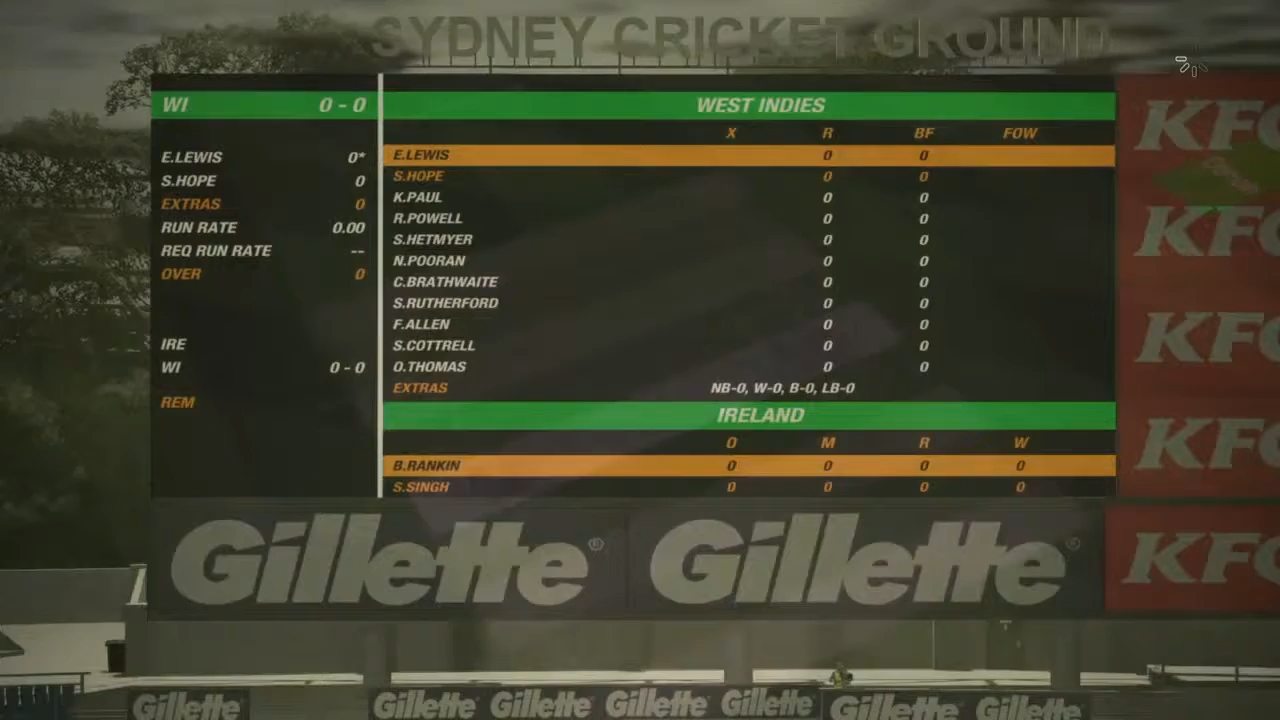 SYDNEY CRICKET GROUND
WI 0 - 0
E.LEWIS 0*
S.HOPE 0
EXTRAS 0
RUN RATE 0.00
REQ RUN RATE --
OVER 0
IRE
WI 0 - 0
REM
WEST INDIES
X R BF FOW
E.LEWIS 0 0
S.HOPE 0 0
K.PAUL 0 0
R.POWELL 0 0
S.HETMYER 0 0
N.POORAN 0 0
C.BRATHWAITE 0 0
S.RUTHERFORD 0 0
F.ALLEN 0 0
S.COTTRELL 0 0
O.THOMAS 0 0
EXTRAS NB-0, W-0, B-0, LB-0
IRELAND
O M R W
B.RANKIN 0 0 0 0
S.SINGH 0 0 0 0
KFC
KFC
KFC
KFC
KFC
Gillette® Gillette®
Gillette Gillette Gillette Gillette Gillette Gillette Gillette